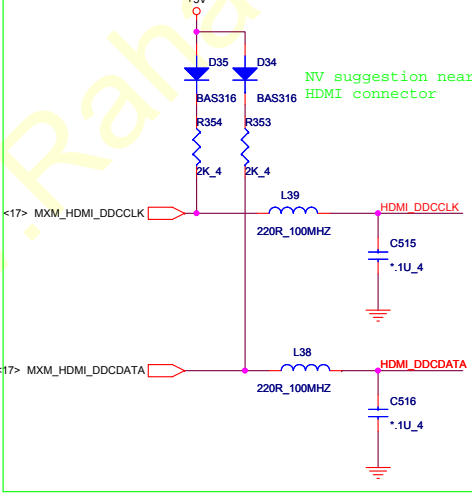 +5V
D35
D34
NV suggestion near
HDMI connector
BAS316
BAS316
R354
R353
2K_4
2K_4
L39
<17> MXM_HDMI_DDCCLK
HDMI_DDCCLK
220R_100MHZ
C515
*.1U_4
L38
<17> MXM_HDMI_DDCDATA
HDMI_DDCDATA
220R_100MHZ
C516
*.1U_4